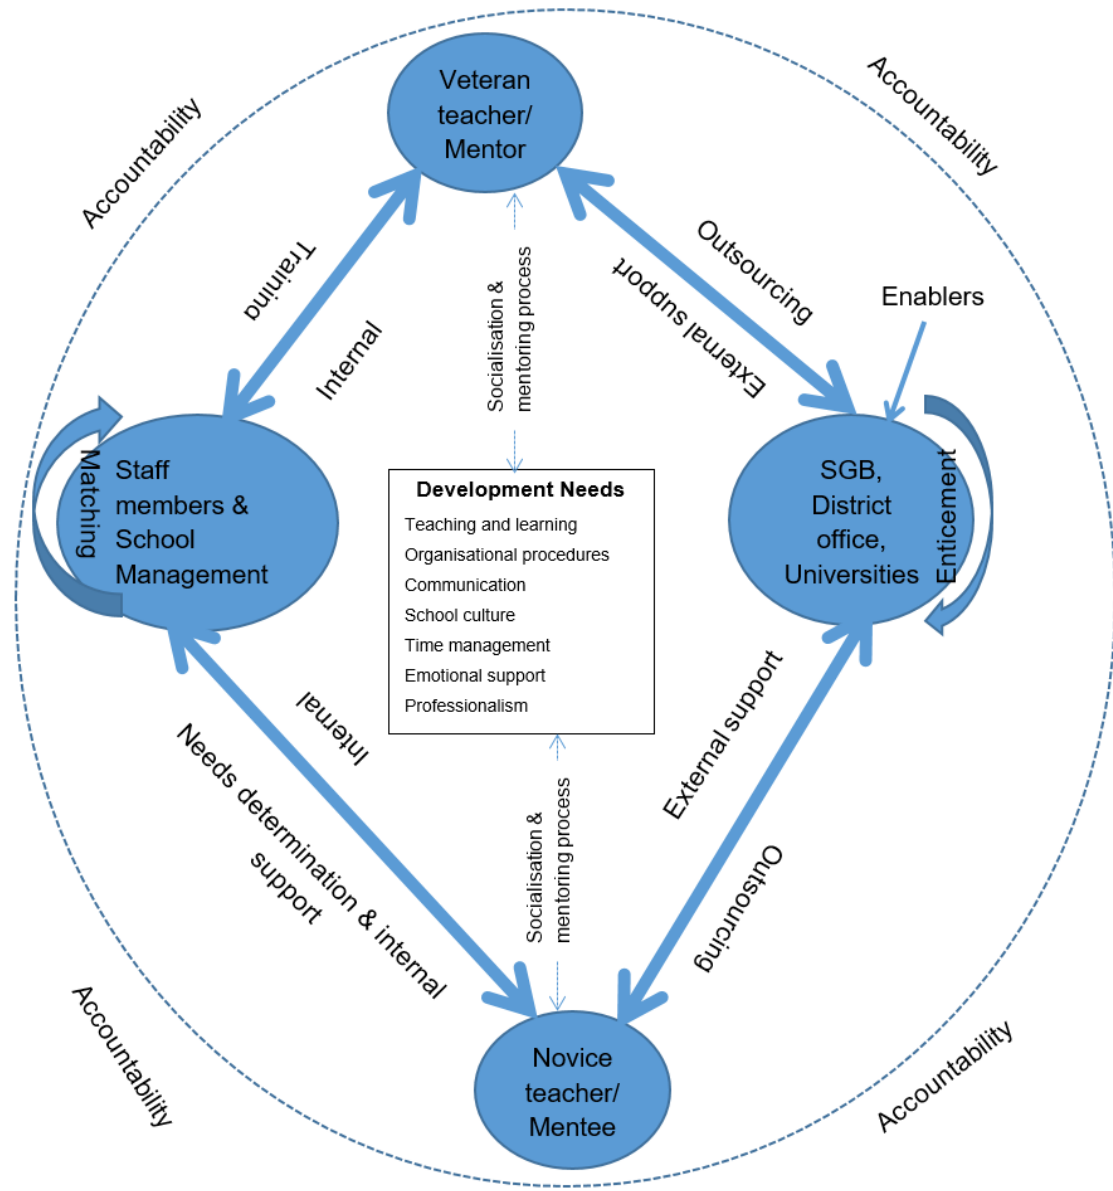 Veteran
teacher/
Mentor
Accountability
Accountability
Training
Internal
Socialisation &
mentoring process
Outsourcing
External support
Enablers
Matching
Staff
members &
School
Management
Development Needs
Teaching and learning
Organisational procedures
Communication
School culture
Time management
Emotional support
Professionalism
SGB,
District
office,
Universities
Enticement
Internal
Needs determination & internal
support
Socialisation &
mentoring process
External support
Outsourcing
Accountability
Accountability
Novice
teacher/
Mentee